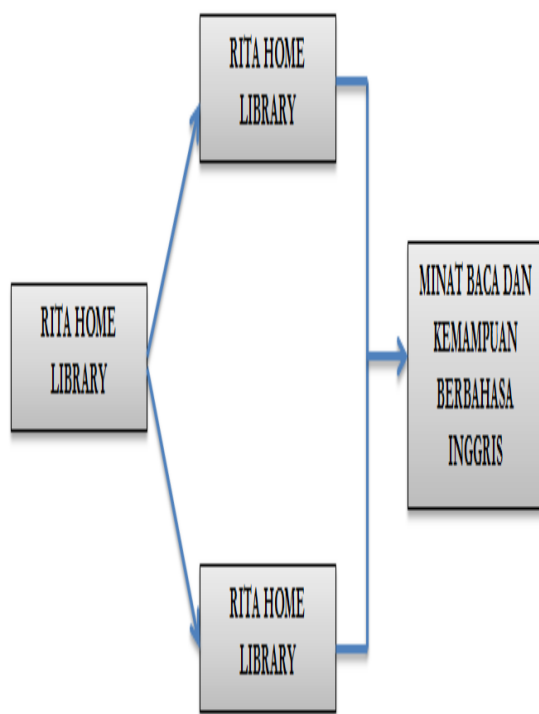 RITA HOME
LIBRARY
RITA HOME
LIBRARY
MINAT BACA DAN
KEMAMPUAN
BERBAHASA
INGGRIS
RITA HOME
LIBRARY